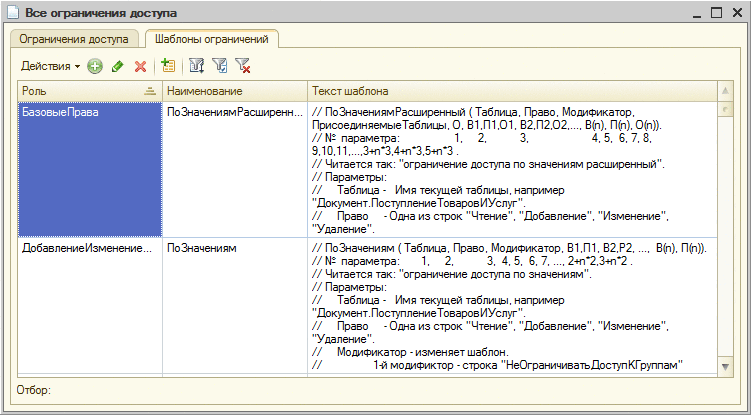 Все ограничения доступа
Ограничения доступа
Шаблоны ограничений
Действия
Роль
Наименование
Текст шаблона
БазовыеПрава
ПоЗначениямРасширенн...
// ПоЗначениямРасширенный ( Таблица, Право, Модификатор,
ПрисоединяемыеТаблицы, О, В1,П1,О1, В2,П2,О2,..., В(n), П(n), О(n)).
// № параметра: 1, 2, 3, 4, 5, 6, 7, 8,
9,10,11,...,3+n*3,4+n*3,5+n*3 .
// Читается так: "ограничение доступа по значениям расширенный".
// Параметры:
// Таблица - Имя текущей таблицы, например
"Документ.ПоступлениеТоваровИУслуг".
// Право - Одна из строк "Чтение", "Добавление", "Изменение",
"Удаление".
ДобавлениеИзменение...
ПоЗначениям
// ПоЗначениям ( Таблица, Право, Модификатор, В1,П1, В2,P2, ..., В(n), П(n)).
// № параметра: 1, 2, 3, 4, 5, 6, 7, ..., 2+n*2,3+n*2 .
// Читается так: "ограничение доступа по значениям".
// Параметры:
// Таблица - Имя текущей таблицы, например
"Документ.ПоступлениеТоваровИУслуг".
// Право - Одна из строк "Чтение", "Добавление", "Изменение",
"Удаление".
// Модификатор - изменяет шаблон.
// 1-й модификтор - строка "НеОграничиватьДоступКГруппам"
Отбор: